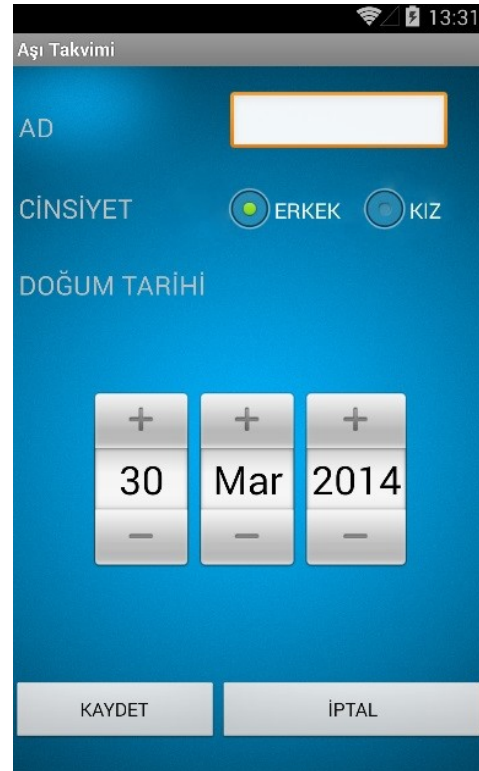 13:31
Aşı Takvimi
AD
CİNSİYET ERKEK KIZ
DOĞUM TARİHİ
+ + +
30 Mar 2014
− − −
KAYDET İPTAL